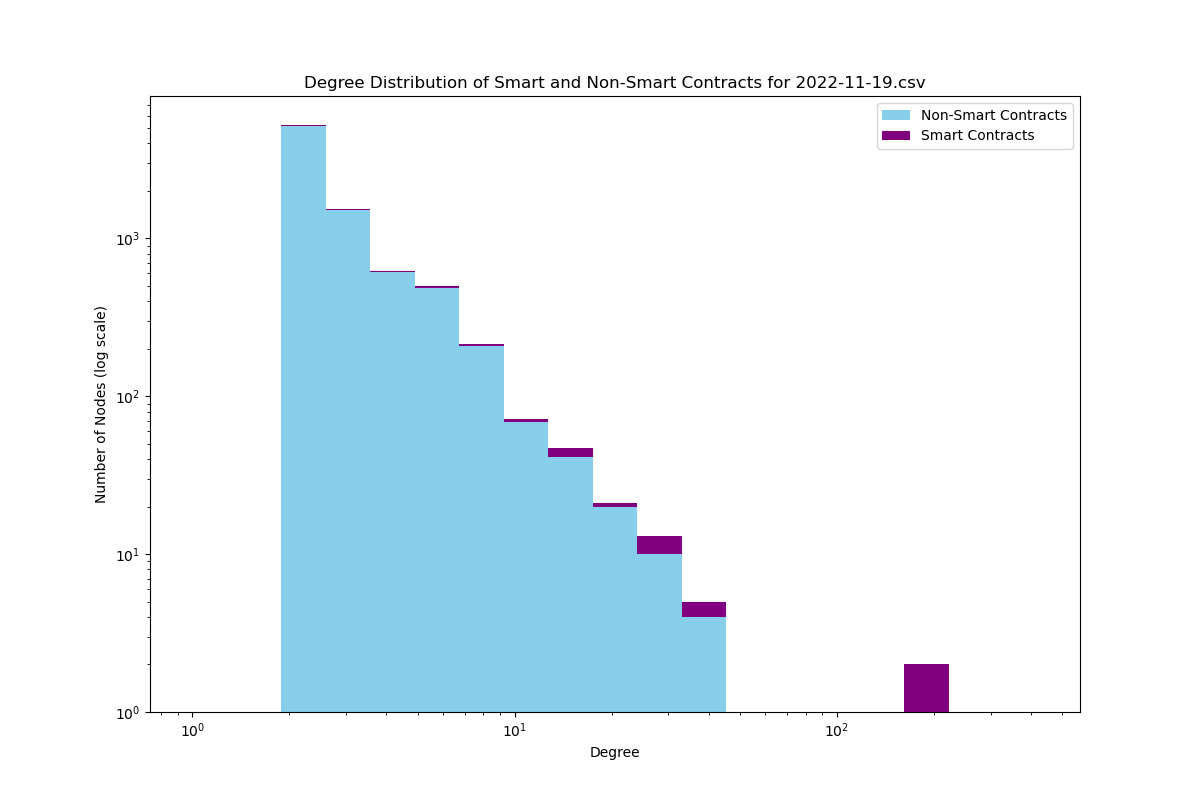 Degree Distribution of Smart and Non-Smart Contracts for 2022-11-19.csv
Non-Smart Contracts
Smart Contracts
Number of Nodes (log scale)
10³
10²
10¹
10⁰
10⁰ 10¹ 10²
Degree